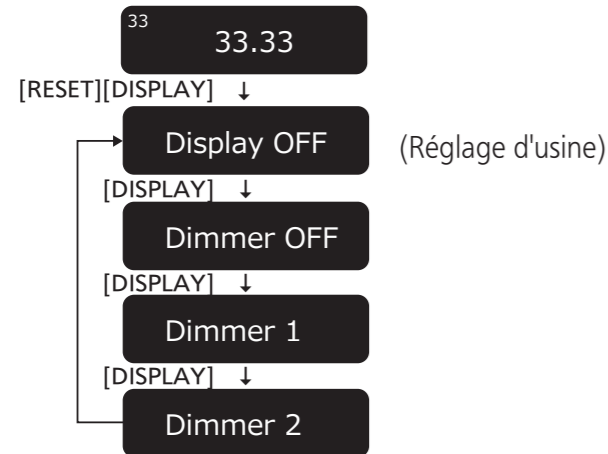 33
33.33
[RESET][DISPLAY] ↓
Display OFF (Réglage d'usine)
[DISPLAY] ↓
Dimmer OFF
[DISPLAY] ↓
Dimmer 1
[DISPLAY] ↓
Dimmer 2